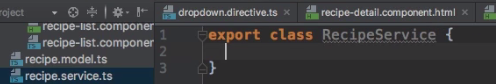 roject
dropdown.directive.ts
recipe-detail.component.html
recipe-list.componen
recipe-list.componen
recipe.model.ts
recipe.service.ts
1 export class RecipeService {
2
3 }